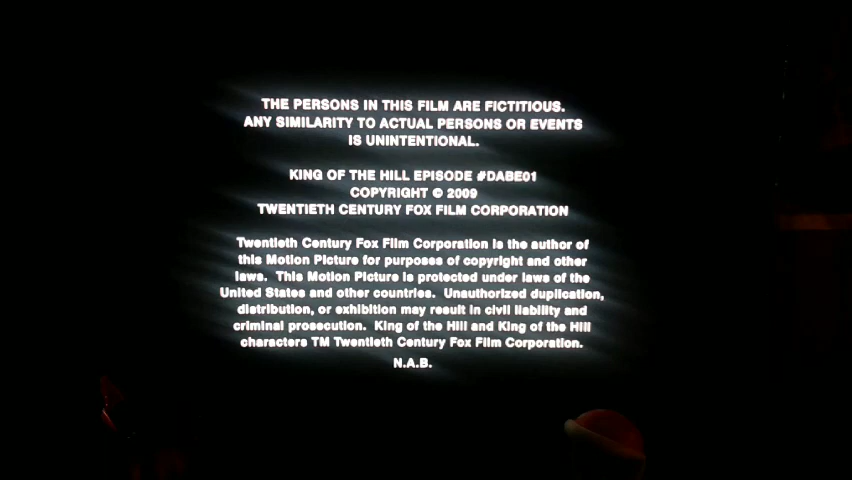 THE PERSONS IN THIS FILM ARE FICTITIOUS.
ANY SIMILARITY TO ACTUAL PERSONS OR EVENTS
IS UNINTENTIONAL.
KING OF THE HILL EPISODE #DABE01
COPYRIGHT © 2009
TWENTIETH CENTURY FOX FILM CORPORATION
Twentieth Century Fox Film Corporation is the author of
this Motion Picture for purposes of copyright and other
laws. This Motion Picture is protected under laws of the
United States and other countries. Unauthorized duplication,
distribution, or exhibition may result in civil liability and
criminal prosecution. King of the Hill and King of the Hill
characters TM Twentieth Century Fox Film Corporation.
N.A.B.